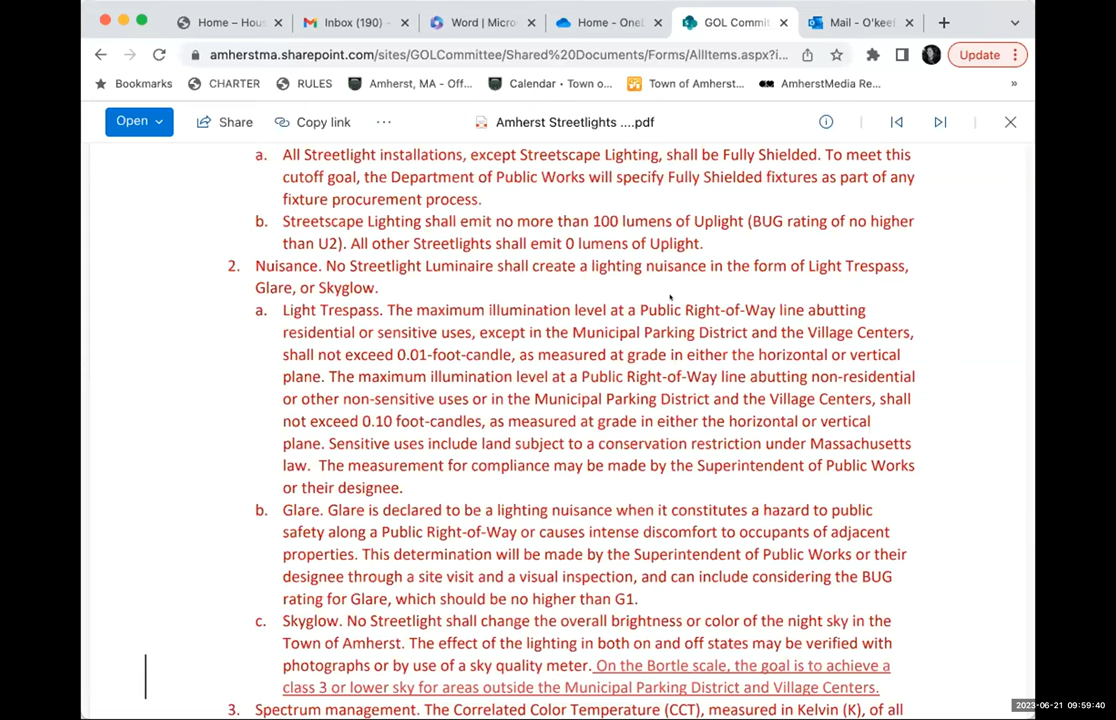 Home – Hous
Inbox (190) -
Word | Micro
Home - OneD
GOL Commit
Mail - O'keef
amherstma.sharepoint.com/sites/GOLCommittee/Shared%20Documents/Forms/AllItems.aspx?i...
Update
Bookmarks
CHARTER
RULES
Amherst, MA - Off...
Calendar • Town o...
Town of Amherst...
AmherstMedia Re...
»
Open
Share
Copy link
...
Amherst Streetlights ....pdf
a. All Streetlight installations, except Streetscape Lighting, shall be Fully Shielded. To meet this
cutoff goal, the Department of Public Works will specify Fully Shielded fixtures as part of any
fixture procurement process.
b. Streetscape Lighting shall emit no more than 100 lumens of Uplight (BUG rating of no higher
than U2). All other Streetlights shall emit 0 lumens of Uplight.
2. Nuisance. No Streetlight Luminaire shall create a lighting nuisance in the form of Light Trespass,
Glare, or Skyglow.
a. Light Trespass. The maximum illumination level at a Public Right-of-Way line abutting
residential or sensitive uses, except in the Municipal Parking District and the Village Centers,
shall not exceed 0.01-foot-candle, as measured at grade in either the horizontal or vertical
plane. The maximum illumination level at a Public Right-of-Way line abutting non-residential
or other non-sensitive uses or in the Municipal Parking District and the Village Centers, shall
not exceed 0.10 foot-candles, as measured at grade in either the horizontal or vertical
plane. Sensitive uses include land subject to a conservation restriction under Massachusetts
law. The measurement for compliance may be made by the Superintendent of Public Works
or their designee.
b. Glare. Glare is declared to be a lighting nuisance when it constitutes a hazard to public
safety along a Public Right-of-Way or causes intense discomfort to occupants of adjacent
properties. This determination will be made by the Superintendent of Public Works or their
designee through a site visit and a visual inspection, and can include considering the BUG
rating for Glare, which should be no higher than G1.
c. Skyglow. No Streetlight shall change the overall brightness or color of the night sky in the
Town of Amherst. The effect of the lighting in both on and off states may be verified with
photographs or by use of a sky quality meter. On the Bortle scale, the goal is to achieve a
class 3 or lower sky for areas outside the Municipal Parking District and Village Centers.
3. Spectrum management. The Correlated Color Temperature (CCT), measured in Kelvin (K), of all
2023-06-21 09:59:40